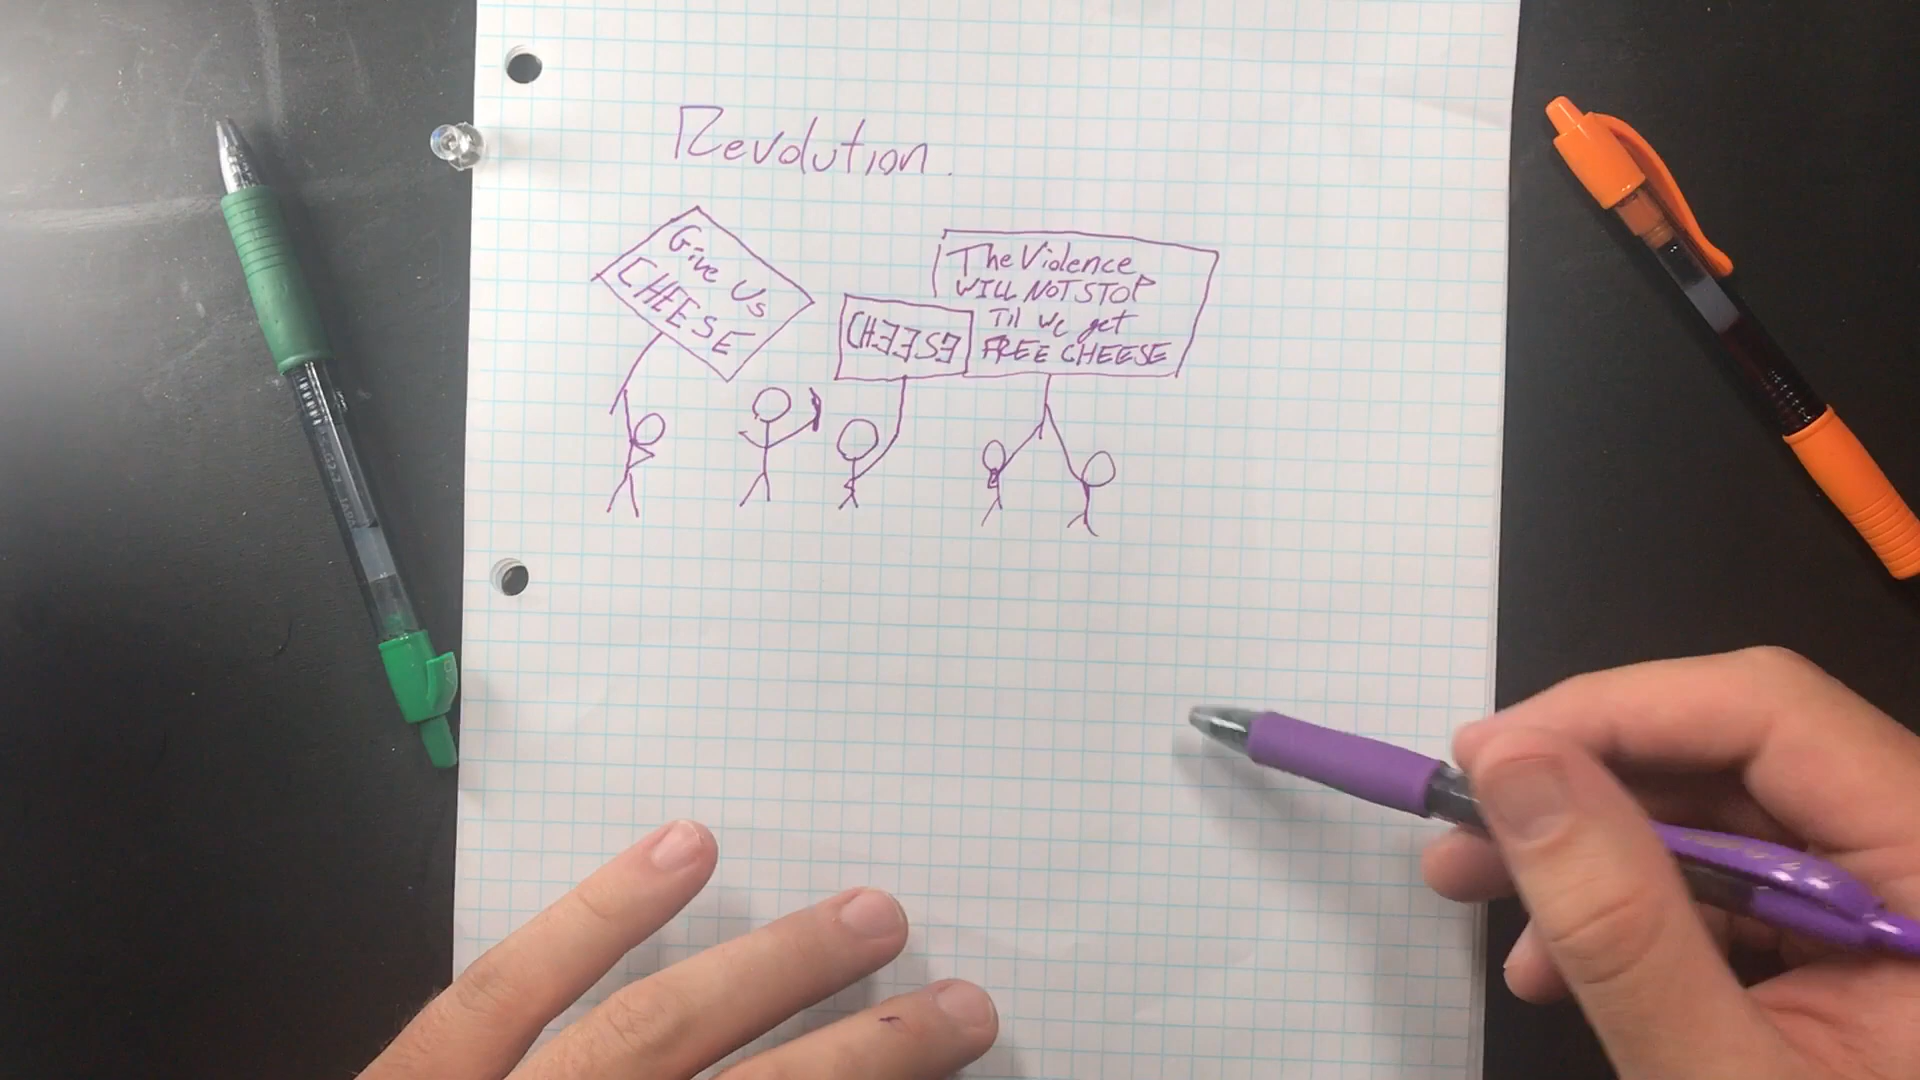 Revolution.
Give Us
CHEESE
CHEESE
The Violence
WILL NOT STOP
Til we get
FREE CHEESE